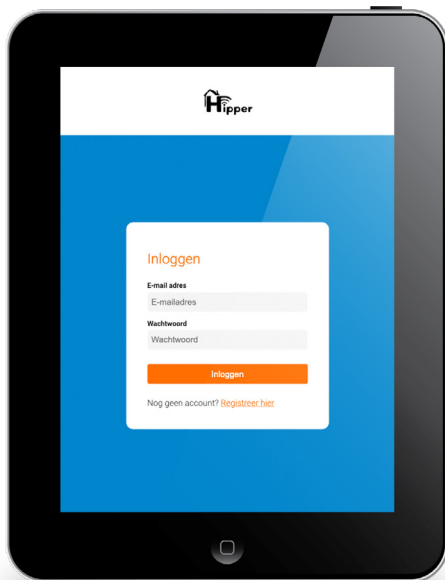 Hipper
Inloggen
E-mail adres
E-mailadres
Wachtwoord
Wachtwoord
Inloggen
Nog geen account? Registreer hier